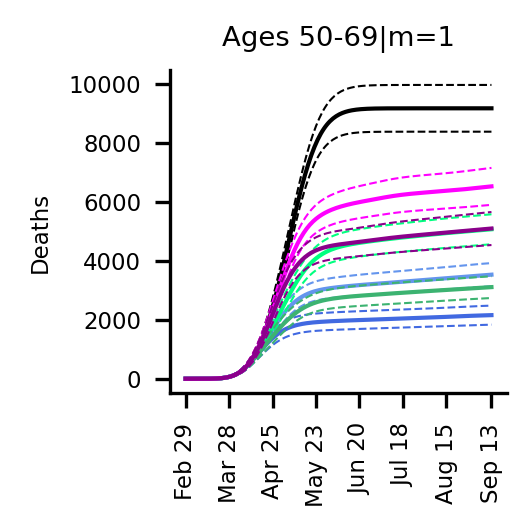 Ages 50-69|m=1
Deaths
10000
8000
6000
4000
2000
0
Feb 29
Mar 28
Apr 25
May 23
Jun 20
Jul 18
Aug 15
Sep 13